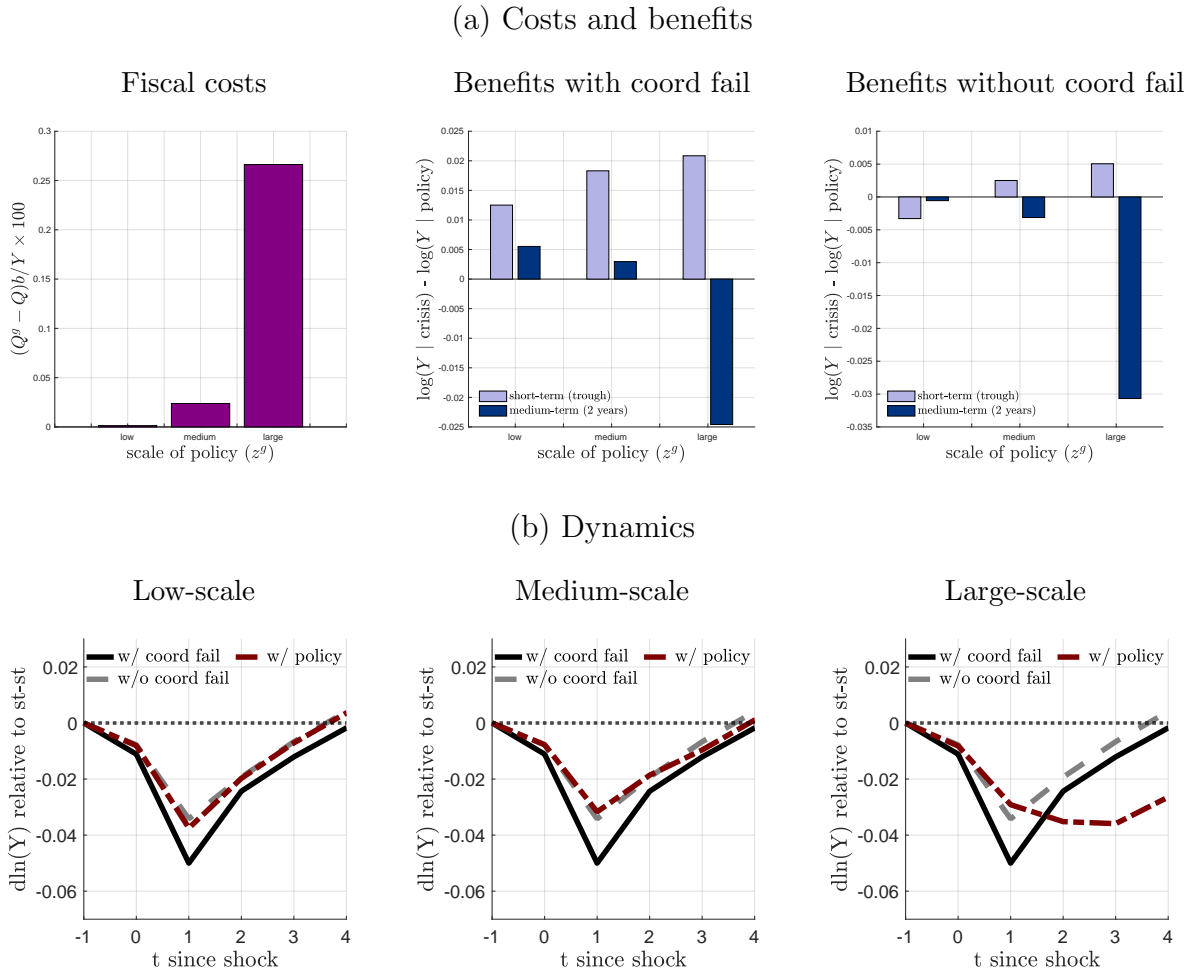 (a) Costs and benefits
Fiscal costs
(Q^g − Q)b/Y × 100
0.3
0.25
0.2
0.15
0.1
0.05
0
low medium large
scale of policy (z^g)
Benefits with coord fail
log(Y | crisis) - log(Y | policy)
0.025
0.02
0.015
0.01
0.005
0
-0.005
-0.01
-0.015
-0.02
-0.025
short-term (trough)
medium-term (2 years)
low medium large
scale of policy (z^g)
Benefits without coord fail
log(Y | crisis) - log(Y | policy)
0.01
0.005
0
-0.005
-0.01
-0.015
-0.02
-0.025
-0.03
-0.035
short-term (trough)
medium-term (2 years)
low medium large
scale of policy (z^g)
(b) Dynamics
Low-scale
dln(Y) relative to st-st
w/ coord fail w/ policy
w/o coord fail
0.02
0
-0.02
-0.04
-0.06
-1 0 1 2 3 4
t since shock
Medium-scale
dln(Y) relative to st-st
w/ coord fail w/ policy
w/o coord fail
0.02
0
-0.02
-0.04
-0.06
-1 0 1 2 3 4
t since shock
Large-scale
dln(Y) relative to st-st
w/ coord fail w/ policy
w/o coord fail
0.02
0
-0.02
-0.04
-0.06
-1 0 1 2 3 4
t since shock